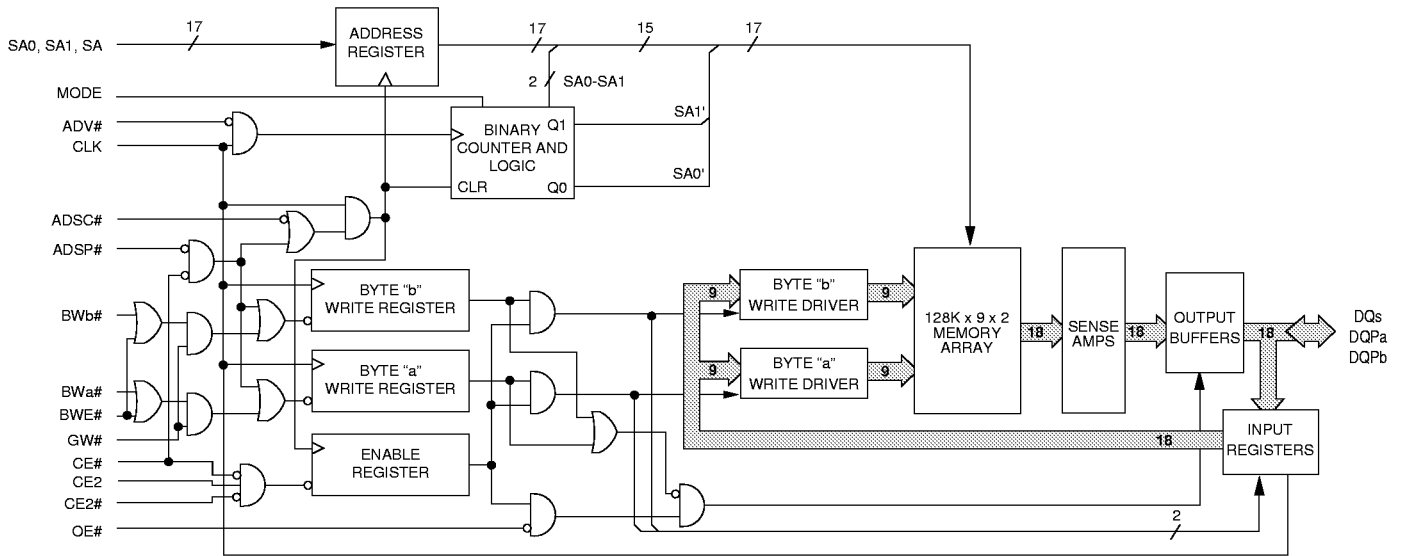 SA0, SA1, SA
17
ADDRESS
REGISTER
17
15
17
2
SA0-SA1
MODE
ADV#
CLK
BINARY
COUNTER AND
LOGIC
Q1
CLR
Q0
SA1'
SA0'
ADSC#
ADSP#
BYTE “b”
WRITE REGISTER
BWb#
BYTE “a”
WRITE REGISTER
BWa#
BWE#
GW#
CE#
CE2
CE2#
ENABLE
REGISTER
OE#
9
BYTE “b”
WRITE DRIVER
9
9
BYTE “a”
WRITE DRIVER
9
128K x 9 x 2
MEMORY
ARRAY
18
SENSE
AMPS
18
OUTPUT
BUFFERS
18
DQs
DQPa
DQPb
18
INPUT
REGISTERS
2